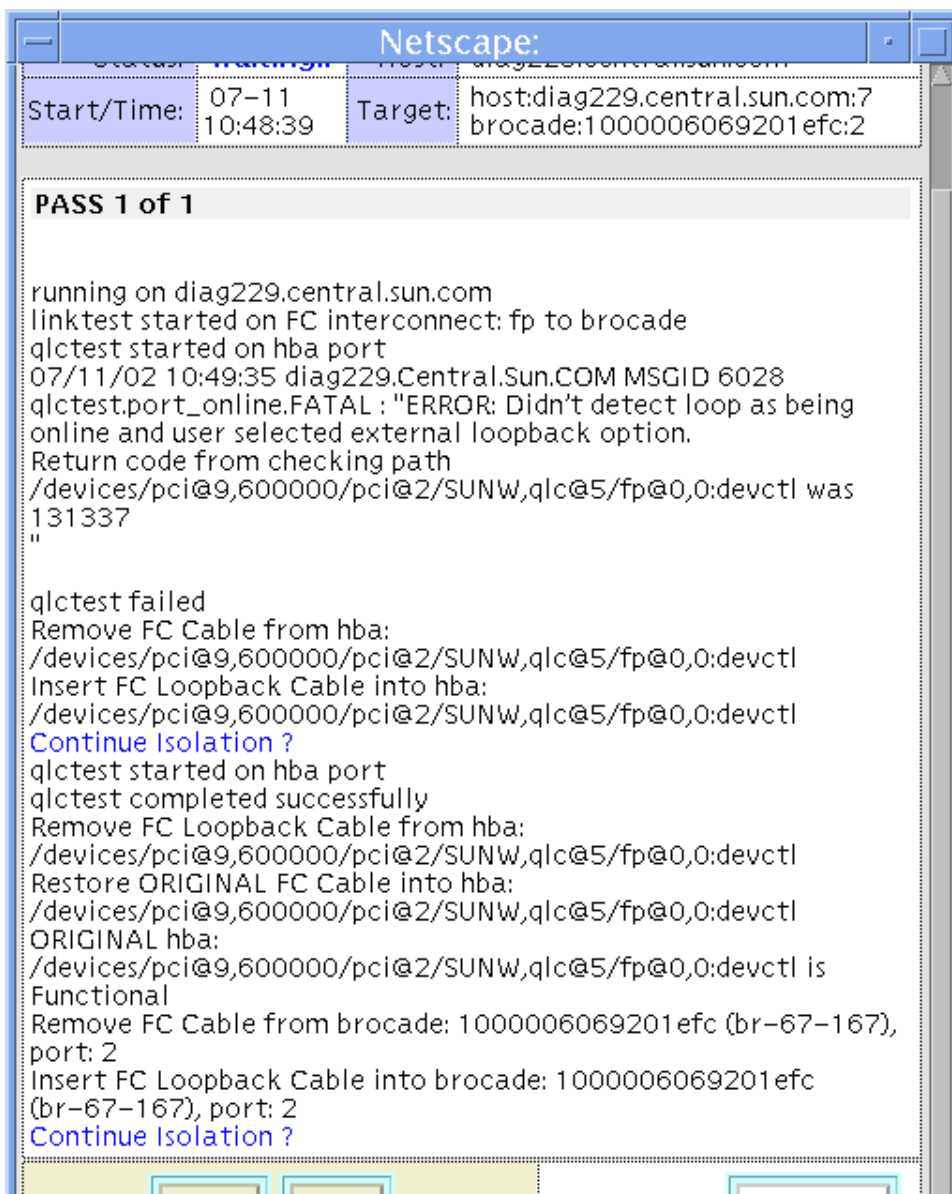 Netscape:
Start/Time: 07-11 10:48:39 Target: host:diag229.central.sun.com:7 brocade:1000006069201efc:2
PASS 1 of 1
running on diag229.central.sun.com
linktest started on FC interconnect: fp to brocade
qlctest started on hba port
07/11/02 10:49:35 diag229.Central.Sun.COM MSGID 6028
qlctest.port_online.FATAL : "ERROR: Didn't detect loop as being
online and user selected external loopback option.
Return code from checking path
/devices/pci@9,600000/pci@2/SUNW,qlc@5/fp@0,0:devctl was
131337
"
qlctest failed
Remove FC Cable from hba:
/devices/pci@9,600000/pci@2/SUNW,qlc@5/fp@0,0:devctl
Insert FC Loopback Cable into hba:
/devices/pci@9,600000/pci@2/SUNW,qlc@5/fp@0,0:devctl
Continue Isolation ?
qlctest started on hba port
qlctest completed successfully
Remove FC Loopback Cable from hba:
/devices/pci@9,600000/pci@2/SUNW,qlc@5/fp@0,0:devctl
Restore ORIGINAL FC Cable into hba:
/devices/pci@9,600000/pci@2/SUNW,qlc@5/fp@0,0:devctl
ORIGINAL hba:
/devices/pci@9,600000/pci@2/SUNW,qlc@5/fp@0,0:devctl is
Functional
Remove FC Cable from brocade: 1000006069201efc (br-67-167),
port: 2
Insert FC Loopback Cable into brocade: 1000006069201efc
(br-67-167), port: 2
Continue Isolation ?